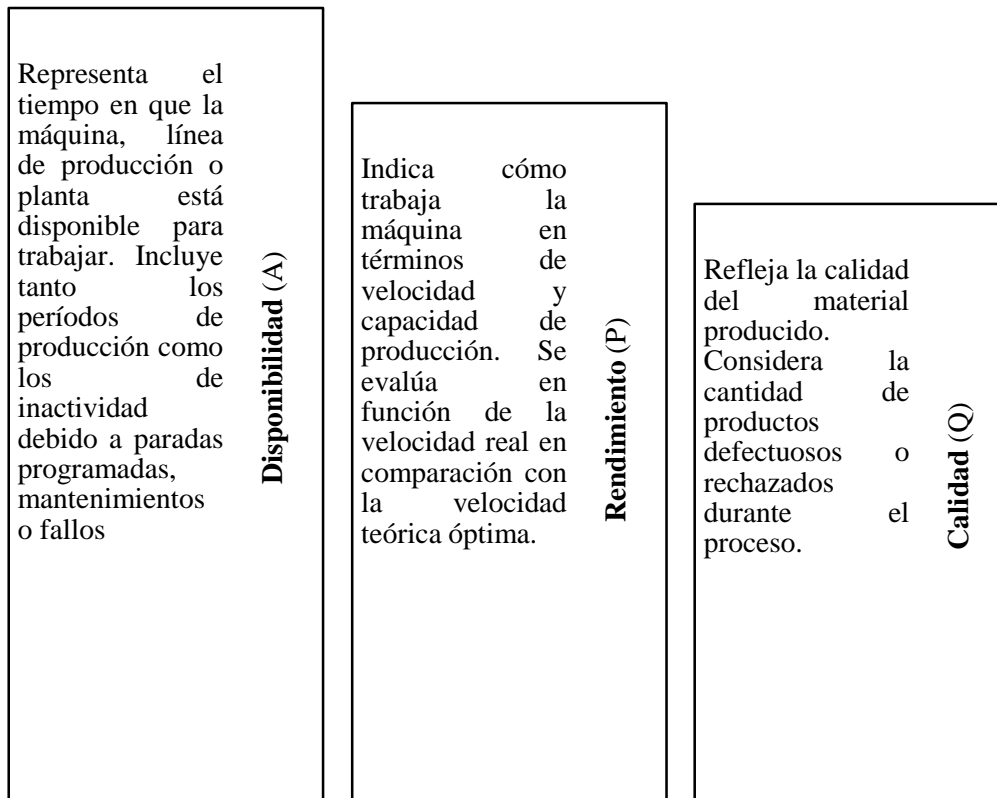 Representa el
tiempo en que la
máquina, línea
de producción o
planta está
disponible para
trabajar. Incluye
tanto los
períodos de
producción como
los de
inactividad
debido a paradas
programadas,
mantenimientos
o fallos
Disponibilidad (A)
Indica cómo
trabaja la
máquina en
términos de
velocidad y
capacidad de
producción. Se
evalúa en
función de la
velocidad real en
comparación con
la velocidad
teórica óptima.
Rendimiento (P)
Refleja la calidad
del material
producido.
Considera la
cantidad de
productos
defectuosos o
rechazados
durante el
proceso.
Calidad (Q)